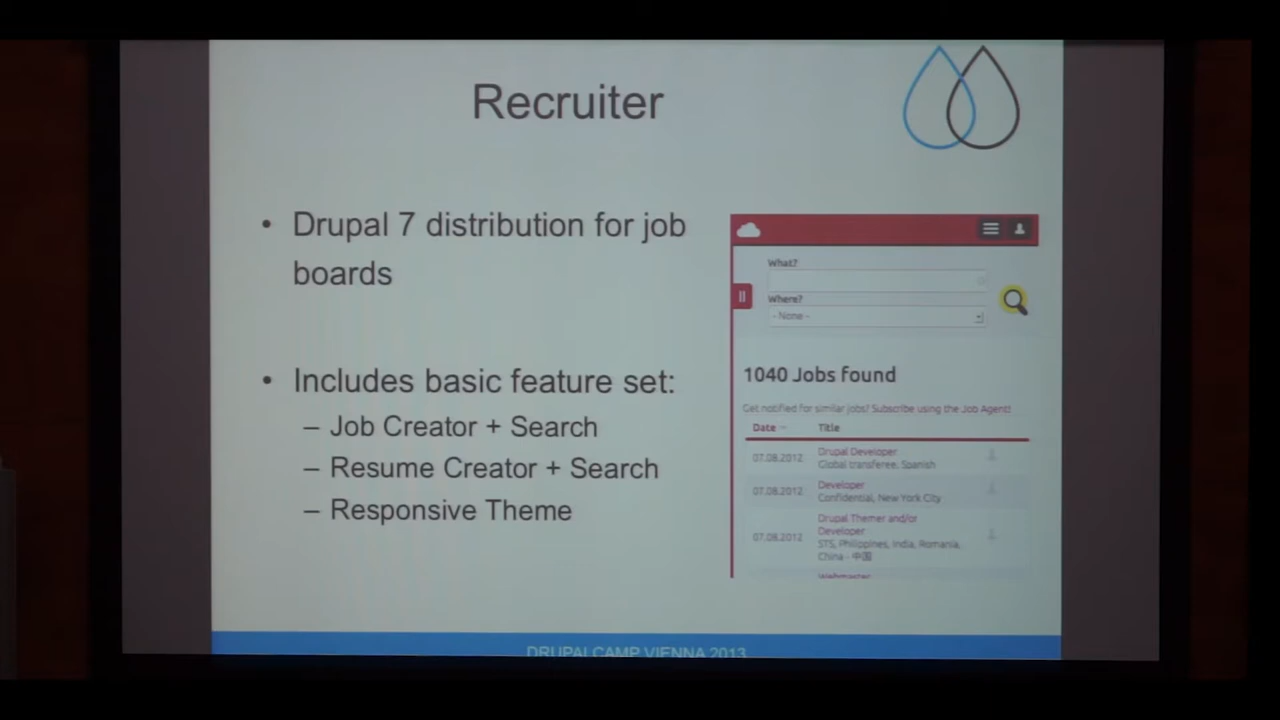 Recruiter
• Drupal 7 distribution for job
boards
• Includes basic feature set:
– Job Creator + Search
– Resume Creator + Search
– Responsive Theme
What?
Where?
- None -
1040 Jobs found
Get notified for similar jobs? Subscribe using the Job Agent!
Date Title
07.08.2012 Drupal Developer
Global transferee, Spanish
07.08.2012 Developer
Confidential, New York City
Drupal Themer and/or
Developer
07.08.2012 STS, Philippines, India, Romania,
China - 中国
Webmaster
DRUPALCAMP VIENNA 2013